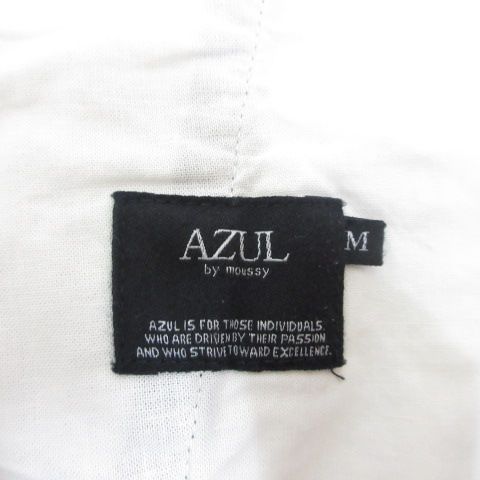 AZUL
by moussy
M
AZUL IS FOR THOSE INDIVIDUALS
WHO ARE DRIVEN BY THEIR PASSION
AND WHO STRIVE TOWARD EXCELLENCE.